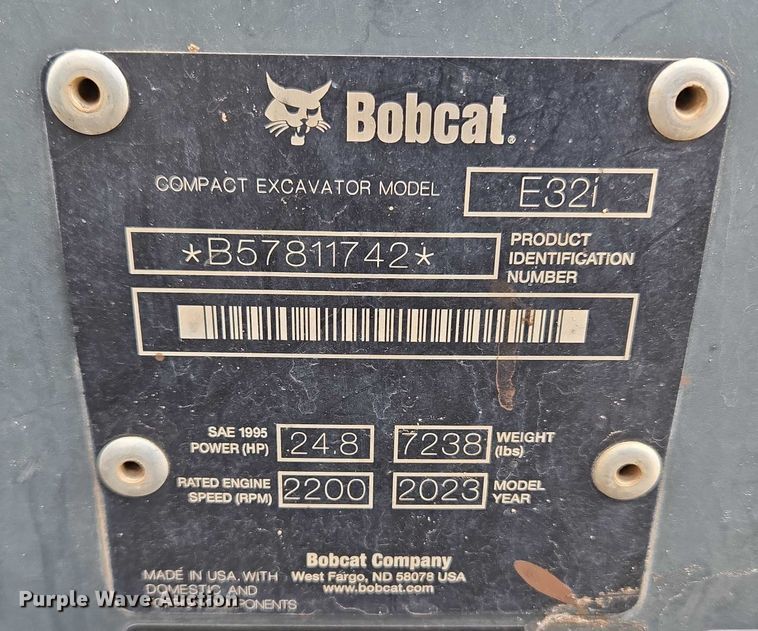 Bobcat®
COMPACT EXCAVATOR MODEL E32i
*B57811742* PRODUCT IDENTIFICATION NUMBER
SAE 1995 POWER (HP) 24.8 7238 WEIGHT (lbs)
RATED ENGINE SPEED (RPM) 2200 2023 MODEL YEAR
Bobcat Company
West Fargo, ND 58078 USA
www.bobcat.com
MADE IN USA WITH
DOMESTIC AND
Purple Wave Auction